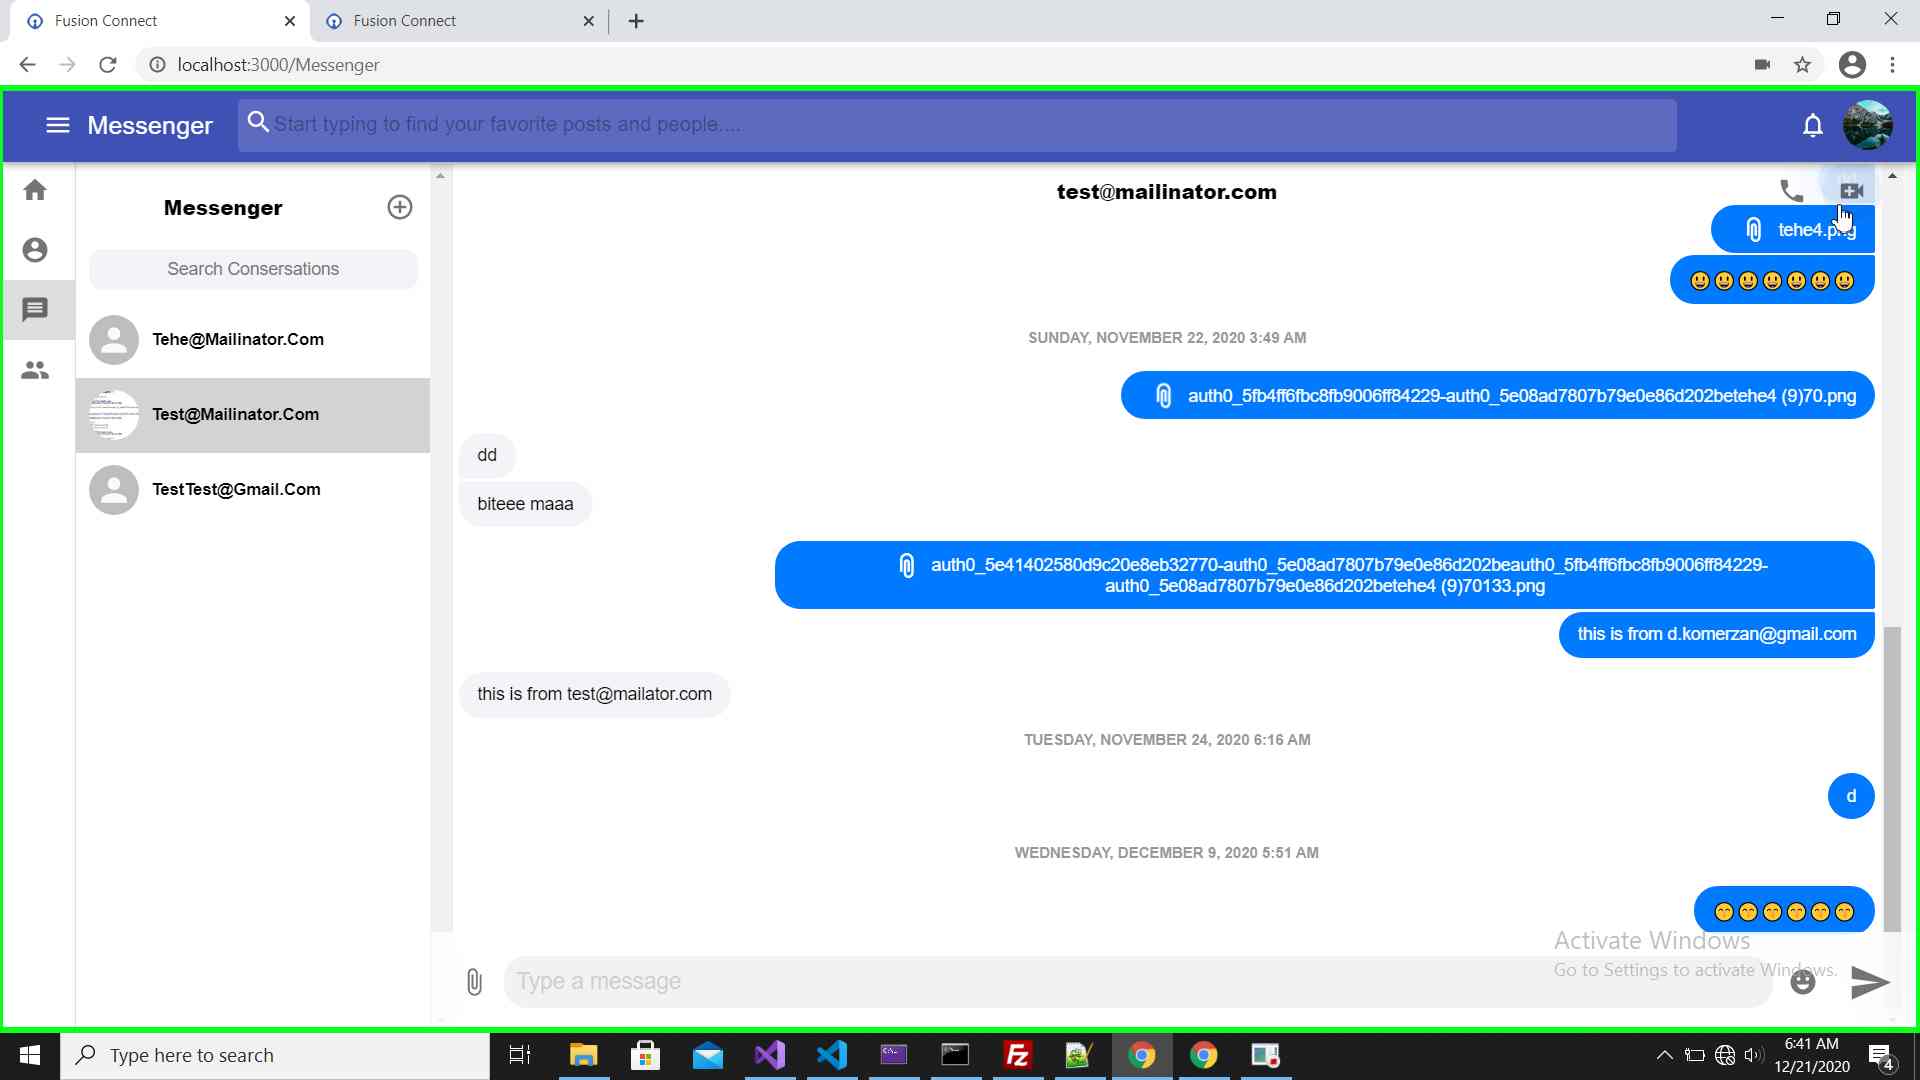 Fusion Connect
Fusion Connect
localhost:3000/Messenger
Messenger
Start typing to find your favorite posts and people....
Messenger
Search Consersations
Tehe@Mailinator.Com
Test@Mailinator.Com
TestTest@Gmail.Com
test@mailinator.com
tehe4.png
SUNDAY, NOVEMBER 22, 2020 3:49 AM
auth0_5fb4ff6fbc8fb9006ff84229-auth0_5e08ad7807b79e0e86d202betehe4 (9)70.png
dd
biteee maaa
auth0_5e41402580d9c20e8eb32770-auth0_5e08ad7807b79e0e86d202beauth0_5fb4ff6fbc8fb9006ff84229-
auth0_5e08ad7807b79e0e86d202betehe4 (9)70133.png
this is from d.komerzan@gmail.com
this is from test@mailator.com
TUESDAY, NOVEMBER 24, 2020 6:16 AM
d
WEDNESDAY, DECEMBER 9, 2020 5:51 AM
Activate Windows
Go to Settings to activate Windows.
Type a message
Type here to search
6:41 AM
12/21/2020
4